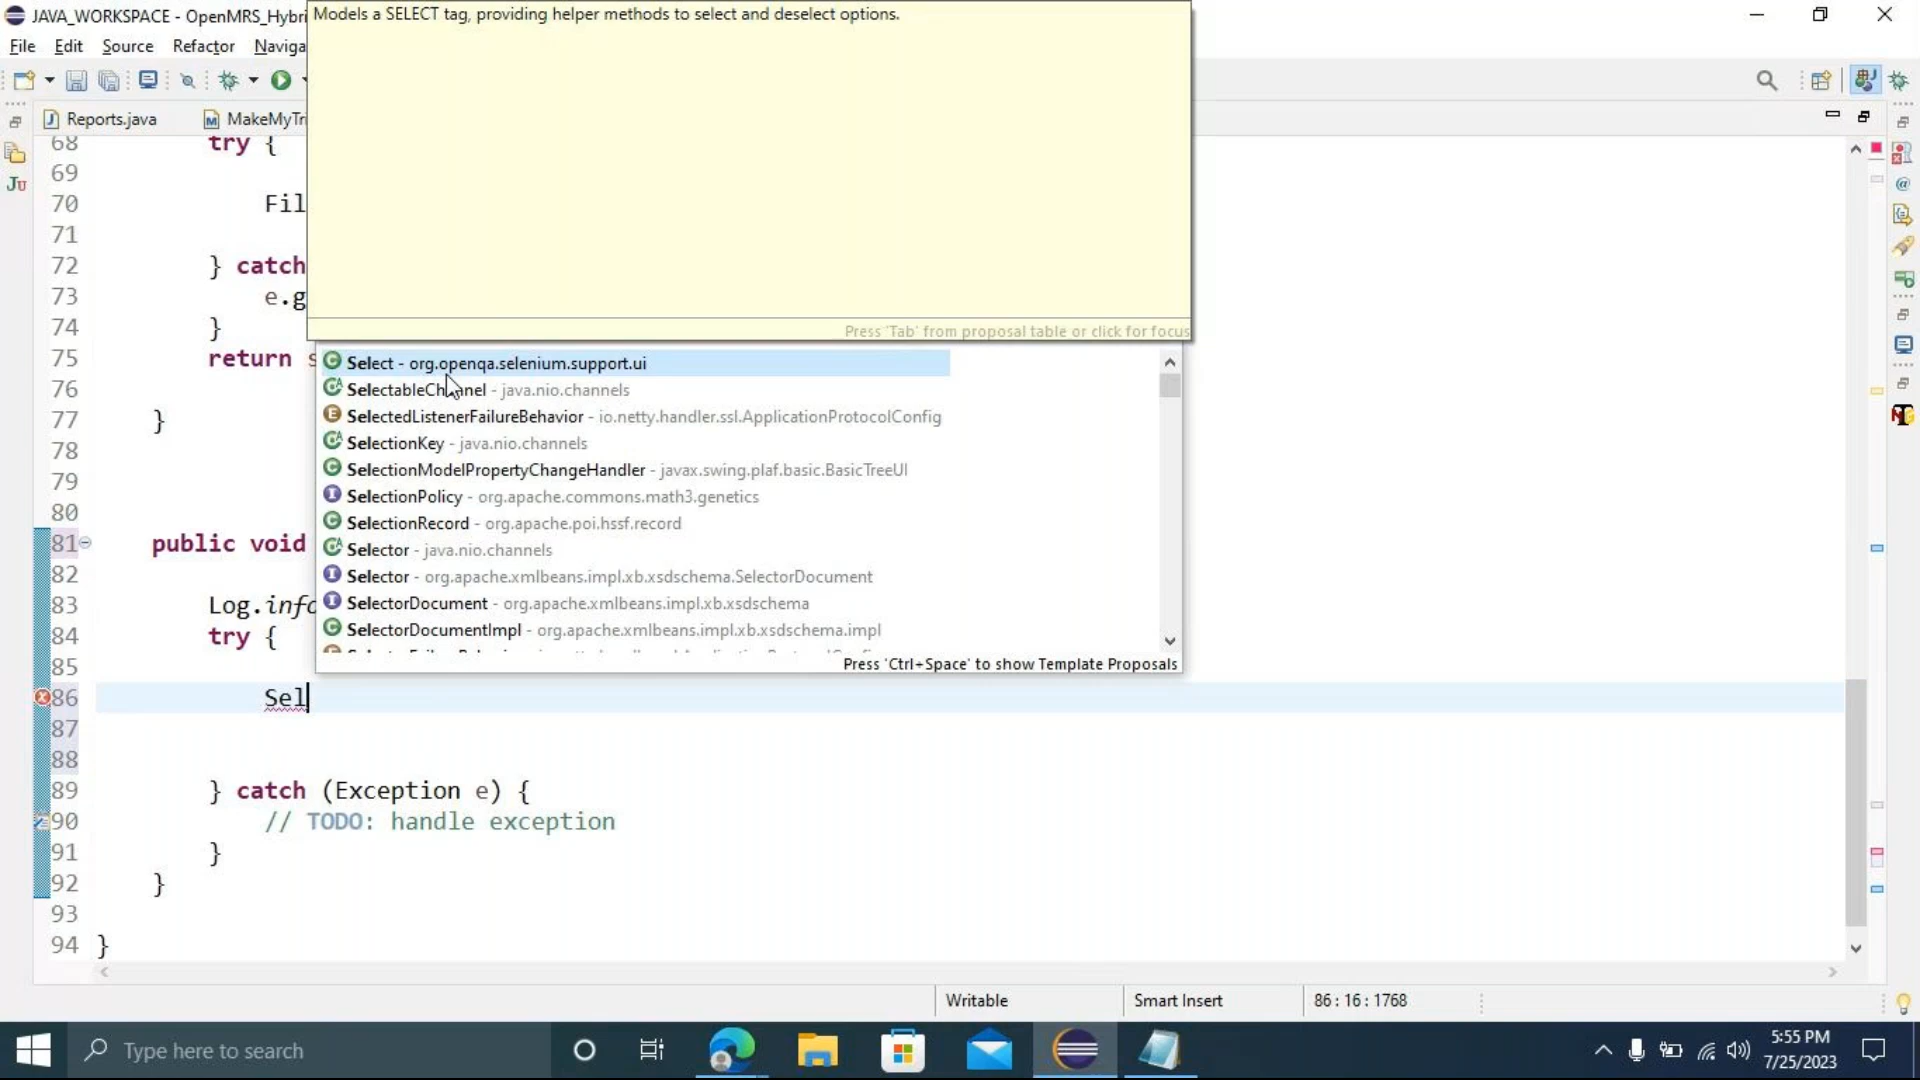 JAVA_WORKSPACE - OpenMRS_Hybri
Models a SELECT tag, providing helper methods to select and deselect options.
File Edit Source Refactor Naviga
Reports.java MakeMyTri
68 try {
69
70 Fil
71
72 } catch
73 e.g
74 }
75 return s
76
77 }
78
79
80
81 public void
82
83 Log.info
84 try {
85
86 Sel
87
88
89 } catch (Exception e) {
90 // TODO: handle exception
91 }
92 }
93
94 }
Press 'Tab' from proposal table or click for focus
Select - org.openqa.selenium.support.ui
SelectableChannel - java.nio.channels
SelectedListenerFailureBehavior - io.netty.handler.ssl.ApplicationProtocolConfig
SelectionKey - java.nio.channels
SelectionModelPropertyChangeHandler - javax.swing.plaf.basic.BasicTreeUI
SelectionPolicy - org.apache.commons.math3.genetics
SelectionRecord - org.apache.poi.hssf.record
Selector - java.nio.channels
Selector - org.apache.xmlbeans.impl.xb.xsdschema.SelectorDocument
SelectorDocument - org.apache.xmlbeans.impl.xb.xsdschema
SelectorDocumentImpl - org.apache.xmlbeans.impl.xb.xsdschema.impl
Press 'Ctrl+Space' to show Template Proposals
Writable Smart Insert 86 : 16 : 1768
Type here to search
5:55 PM
7/25/2023